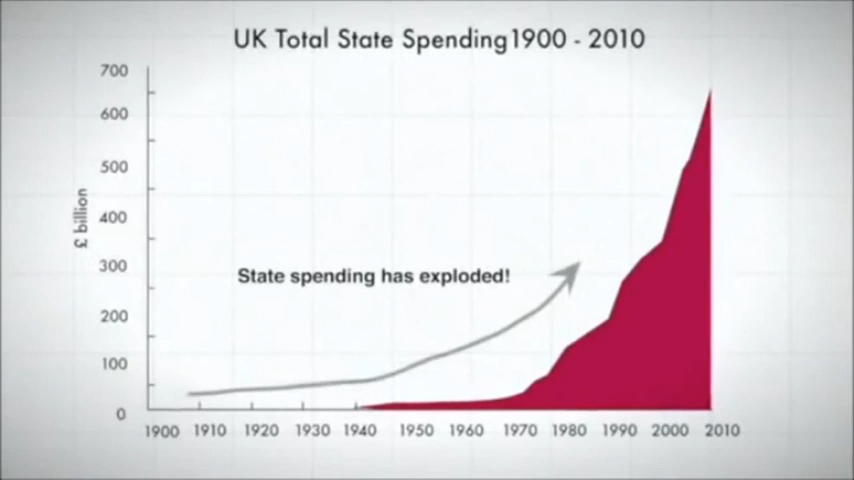 UK Total State Spending1900 - 2010
700
600
500
400
300
200
100
0
£ billion
State spending has exploded!
1900 1910 1920 1930 1940 1950 1960 1970 1980 1990 2000 2010